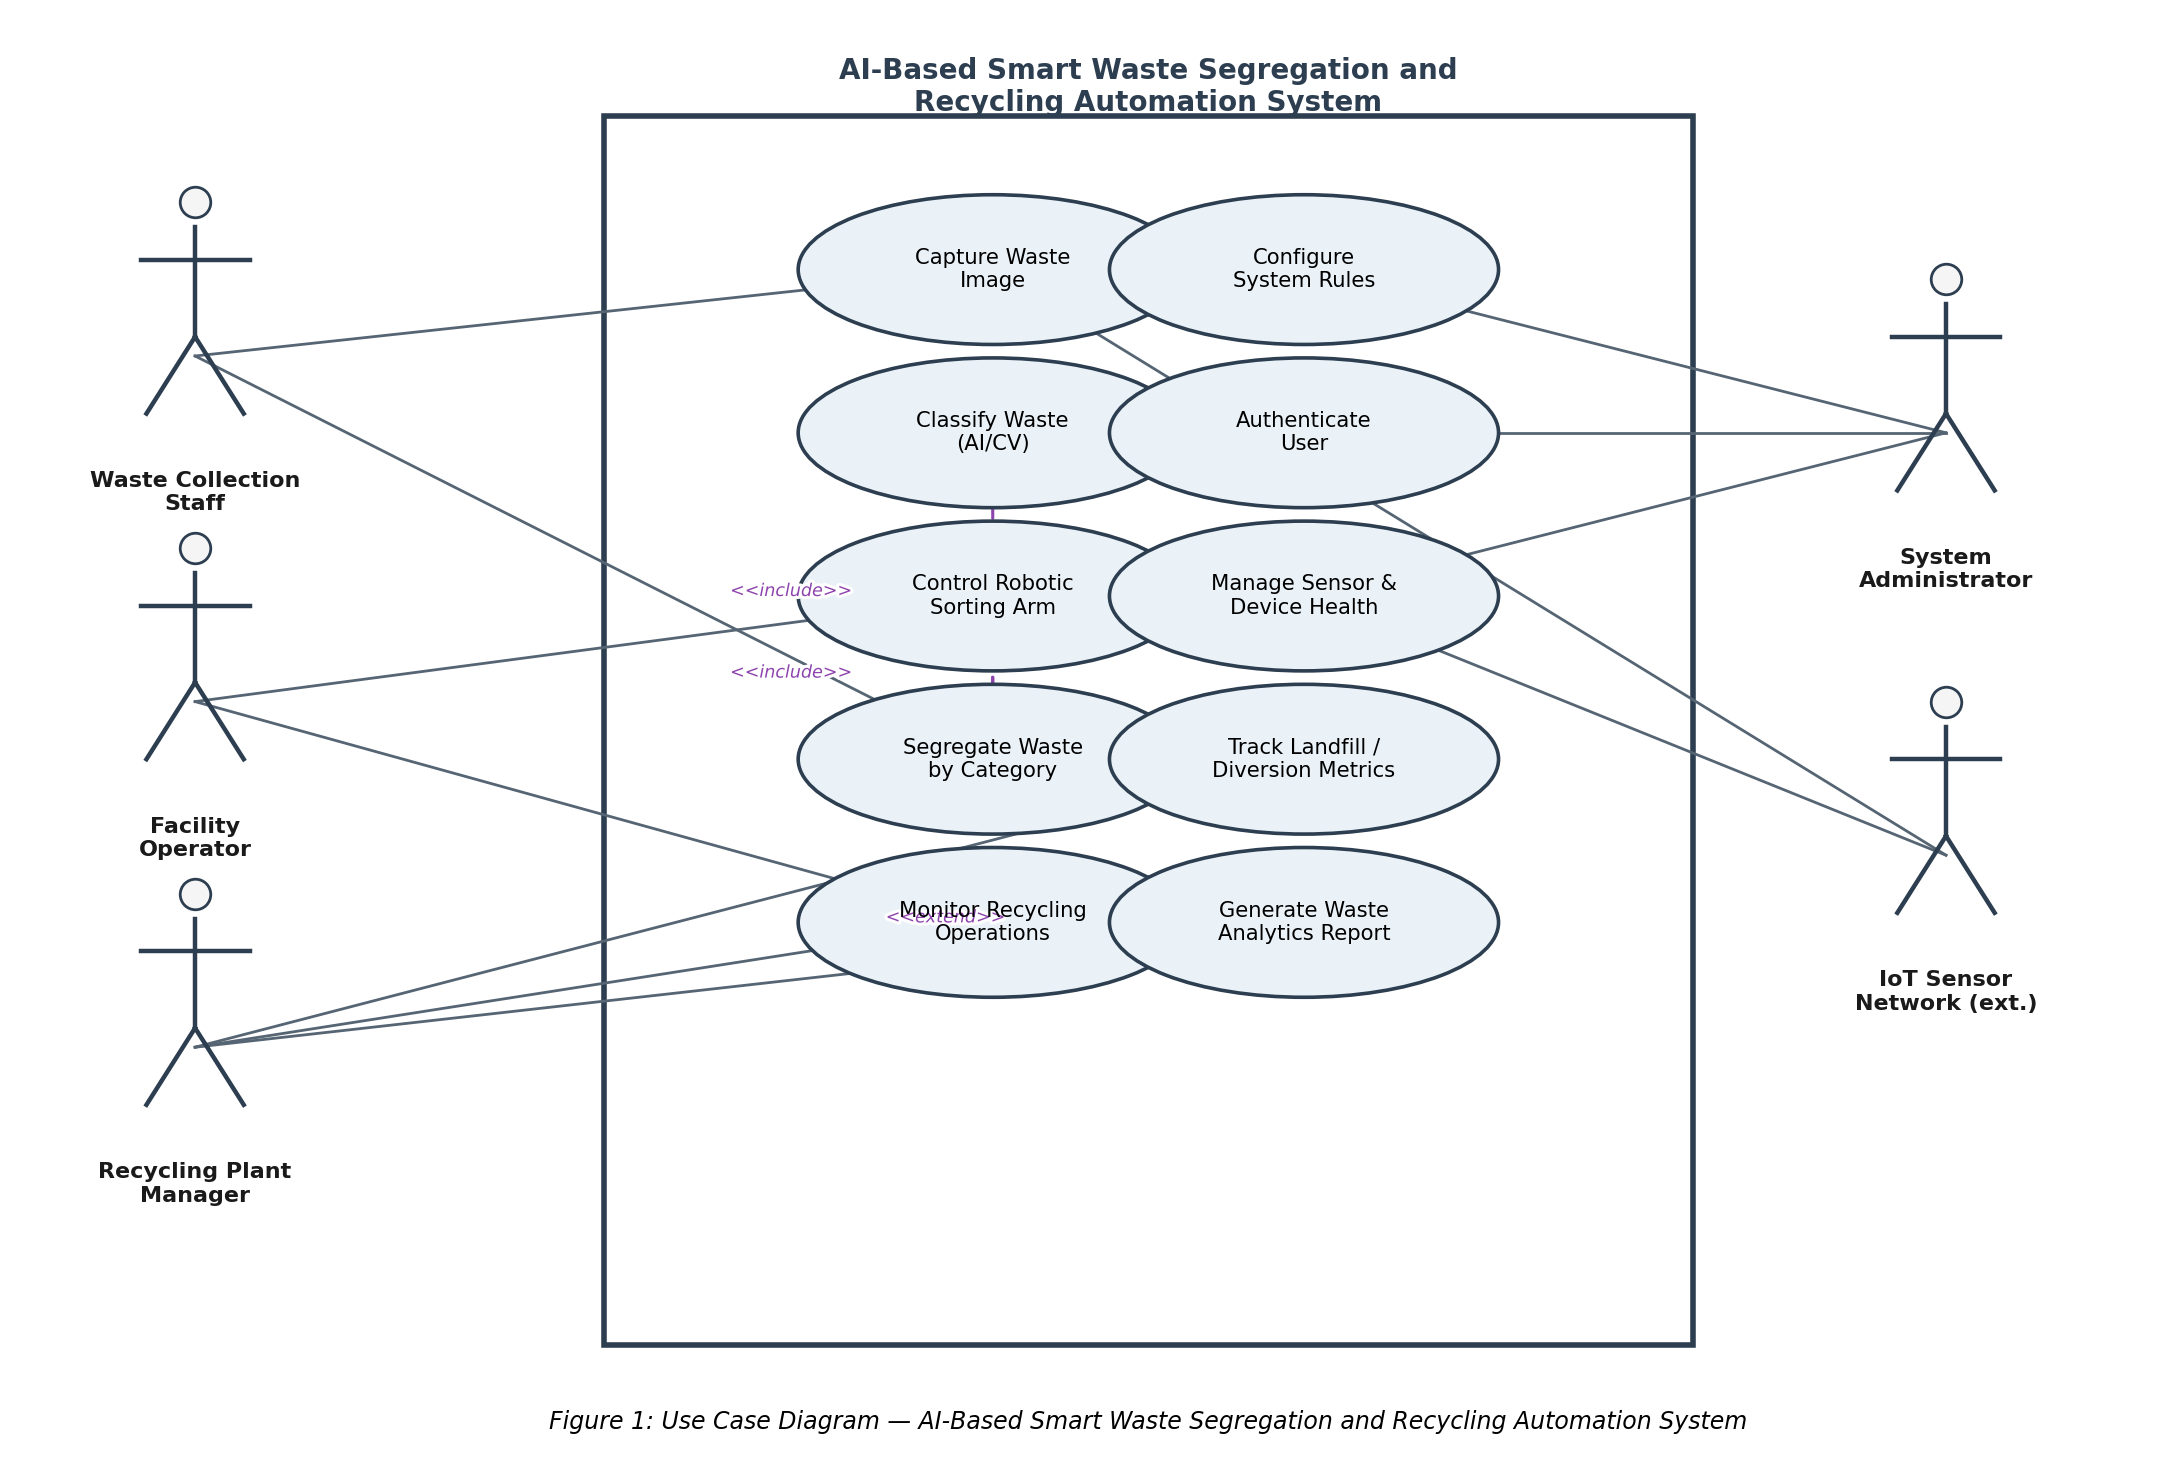 AI-Based Smart Waste Segregation and
Recycling Automation System
Capture Waste
Image
Configure
System Rules
Classify Waste
(AI/CV)
Authenticate
User
Waste Collection
Staff
System
Administrator
<<include>>
Control Robotic
Sorting Arm
Manage Sensor &
Device Health
<<include>>
Segregate Waste
by Category
Track Landfill /
Diversion Metrics
Facility
Operator
Monitor Recycling
<<extend>>
Operations
Generate Waste
Analytics Report
IoT Sensor
Network (ext.)
Recycling Plant
Manager
Figure 1: Use Case Diagram — AI-Based Smart Waste Segregation and Recycling Automation System